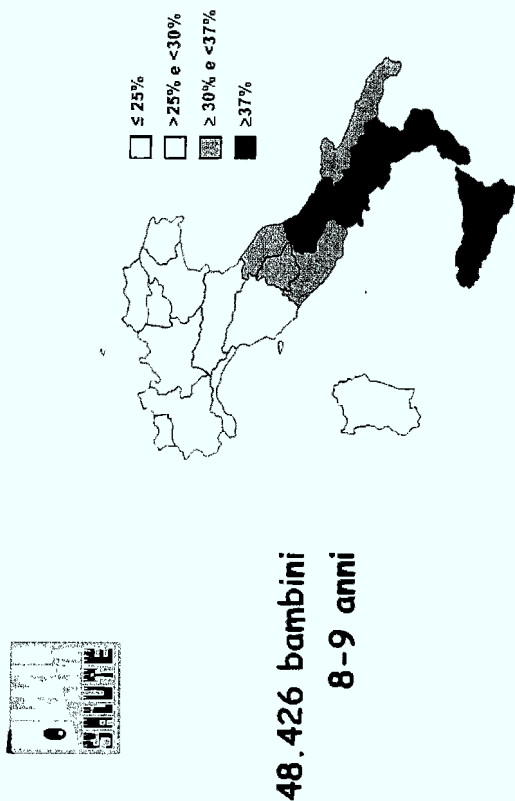 ≤ 25%
>25% e <30%
≥ 30% e <37%
≥37%
SALUTE
48.426 bambini
8-9 anni